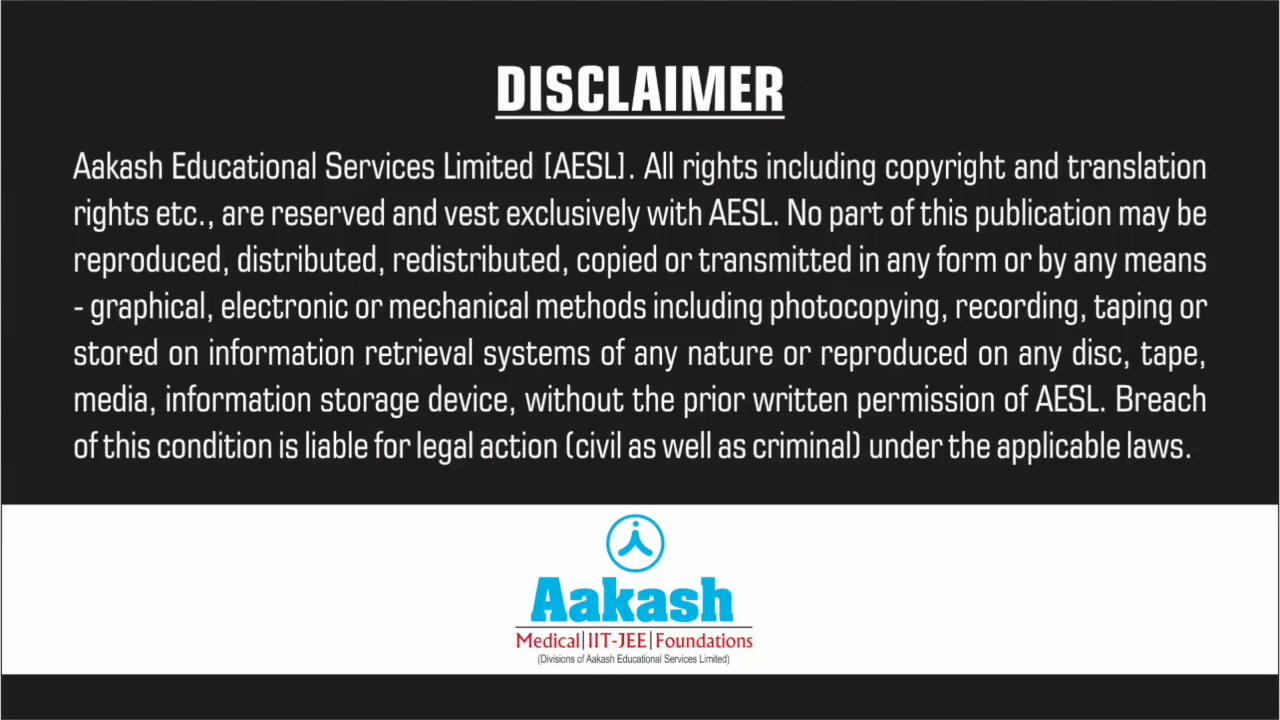 DISCLAIMER
Aakash Educational Services Limited [AESL]. All rights including copyright and translation
rights etc., are reserved and vest exclusively with AESL. No part of this publication may be
reproduced, distributed, redistributed, copied or transmitted in any form or by any means
- graphical, electronic or mechanical methods including photocopying, recording, taping or
stored on information retrieval systems of any nature or reproduced on any disc, tape,
media, information storage device, without the prior written permission of AESL. Breach
of this condition is liable for legal action (civil as well as criminal) under the applicable laws.
Aakash
Medical|IIT-JEE|Foundations
(Divisions of Aakash Educational Services Limited)